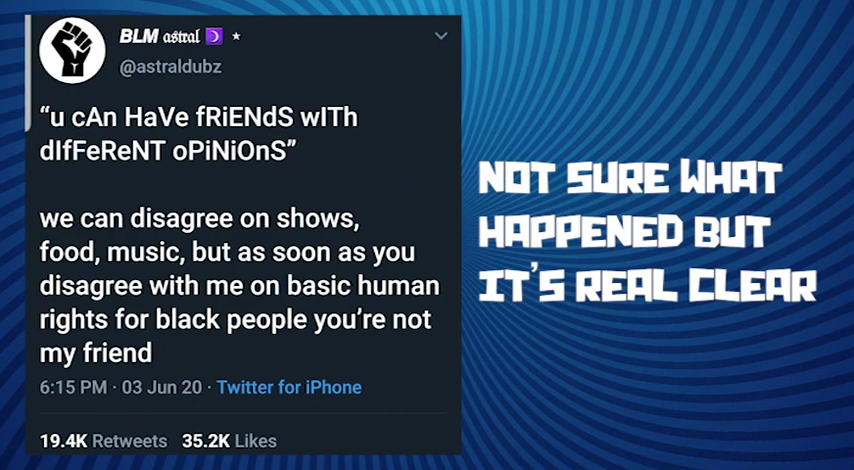 BLM astral ☽ ★
@astraldubz
“u cAn HaVe fRiENdS wITh
dIfFeReNT oPiNiOnS”
we can disagree on shows,
food, music, but as soon as you
disagree with me on basic human
rights for black people you’re not
my friend
6:15 PM · 03 Jun 20 · Twitter for iPhone
19.4K Retweets 35.2K Likes
NOT SURE WHAT
HAPPENED BUT
IT’S REAL CLEAR